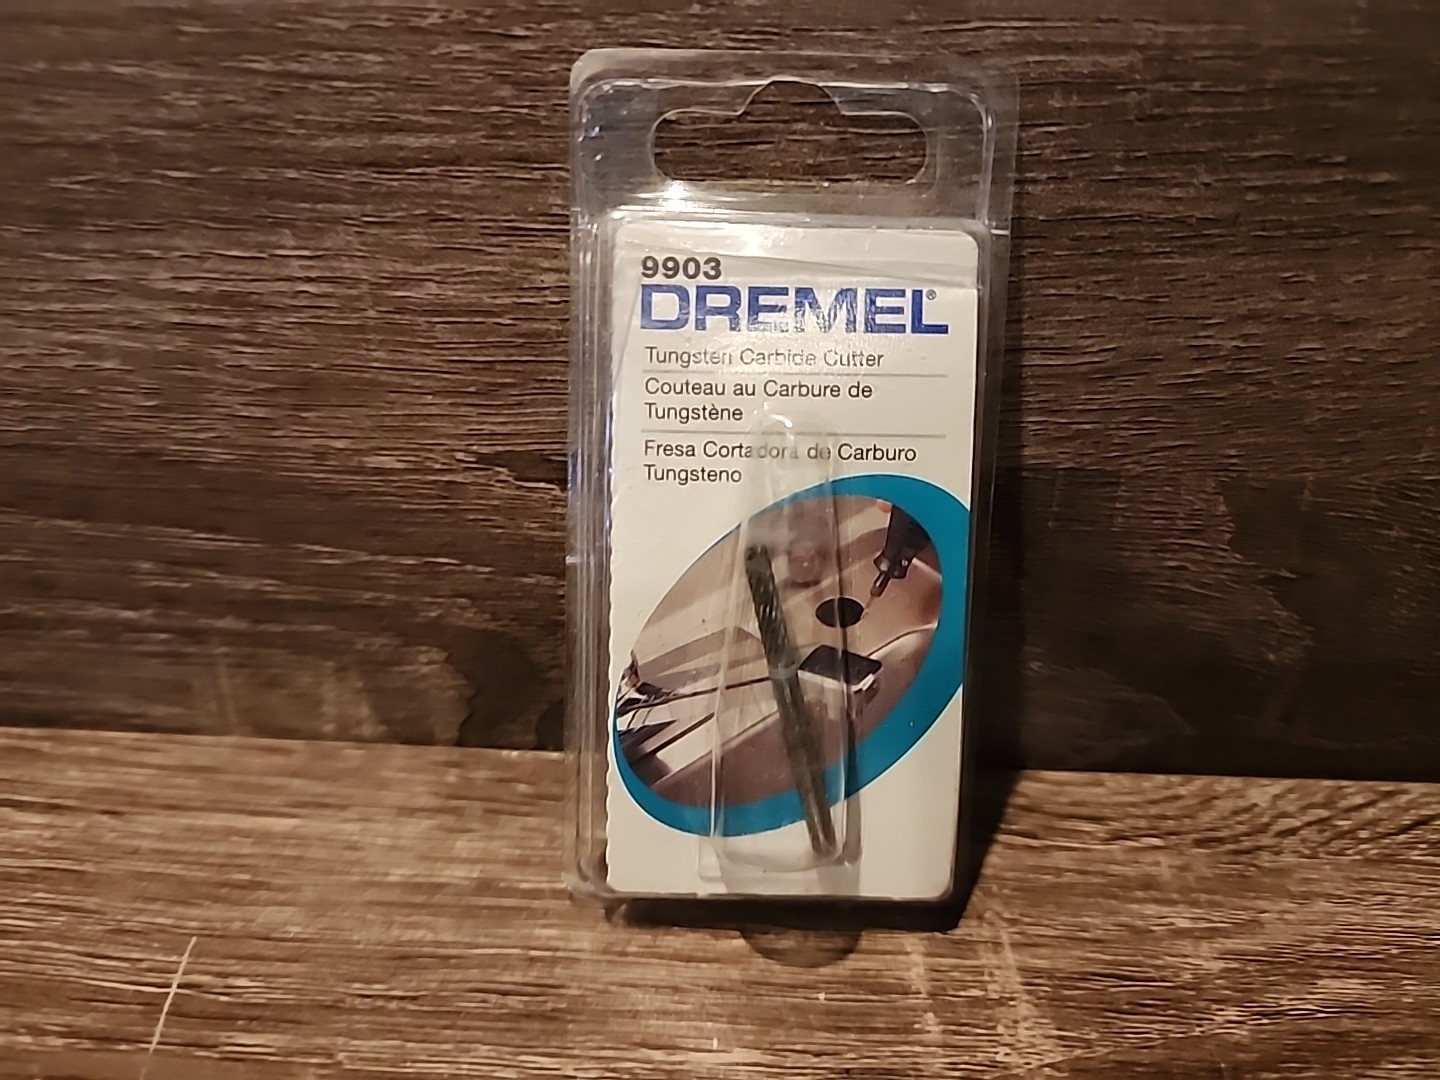 9903
DREMEL®
Tungsten Carbide Cutter
Couteau au Carbure de
Tungstène
Fresa Cortadora de Carburo
Tungsteno